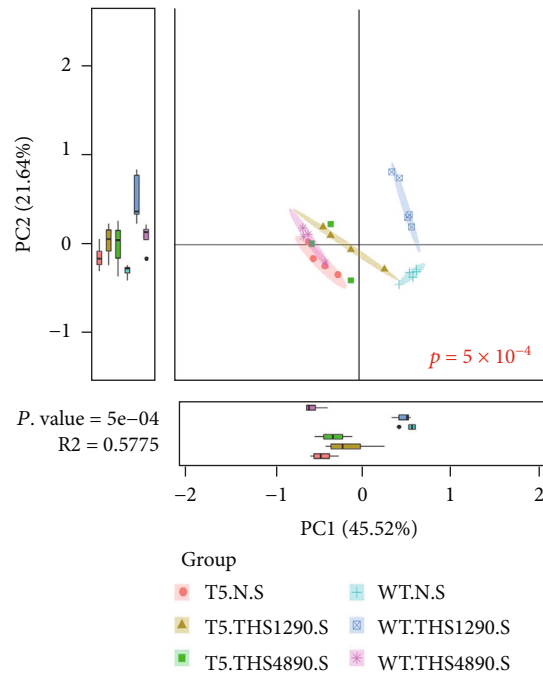 PC2 (21.64%)
2
1
0
−1
p = 5 × 10⁻⁴
P. value = 5e−04
R2 = 0.5775
−2 −1 0 1 2
PC1 (45.52%)
Group
T5.N.S WT.N.S
T5.THS1290.S WT.THS1290.S
T5.THS4890.S WT.THS4890.S